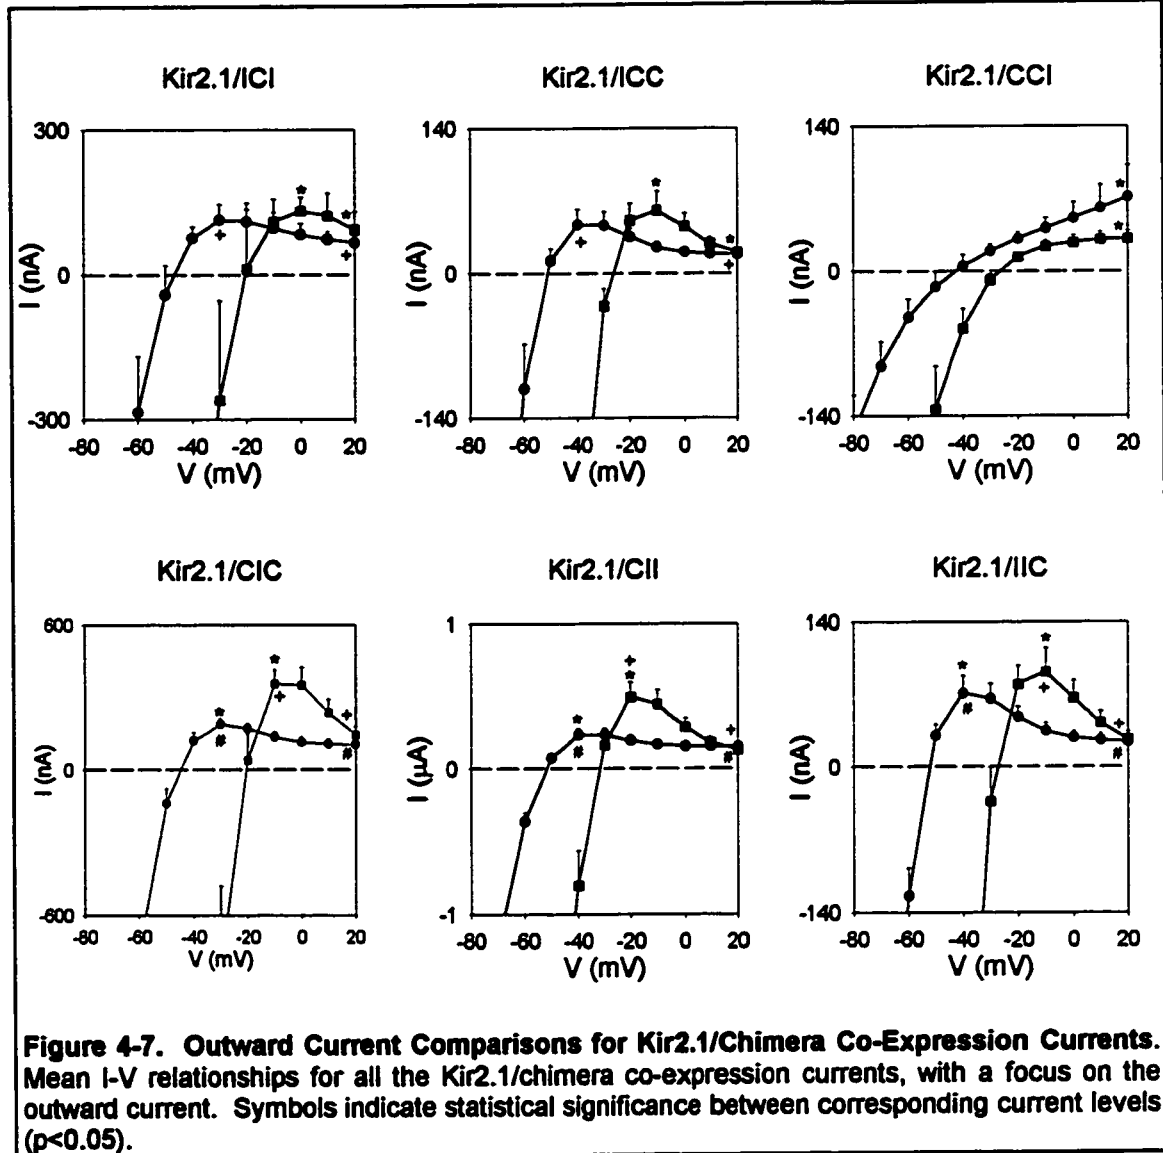 Kir2.1/ICI
Kir2.1/ICC
Kir2.1/CCI
300
0
-300
I (nA)
-80 -60 -40 -20 0 20
V (mV)
* * + +
140
0
-140
I (nA)
-80 -60 -40 -20 0 20
V (mV)
* * + +
140
0
-140
I (nA)
-80 -60 -40 -20 0 20
V (mV)
* *
Kir2.1/CIC
Kir2.1/CII
Kir2.1/IIC
600
0
-600
I (nA)
-80 -60 -40 -20 0 20
V (mV)
* + * # + #
1
0
-1
I (µA)
-80 -60 -40 -20 0 20
V (mV)
+ * * # + #
140
0
-140
I (nA)
-80 -60 -40 -20 0 20
V (mV)
* * # + + #
Figure 4-7. Outward Current Comparisons for Kir2.1/Chimera Co-Expression Currents.
Mean I-V relationships for all the Kir2.1/chimera co-expression currents, with a focus on the
outward current. Symbols indicate statistical significance between corresponding current levels
(p<0.05).